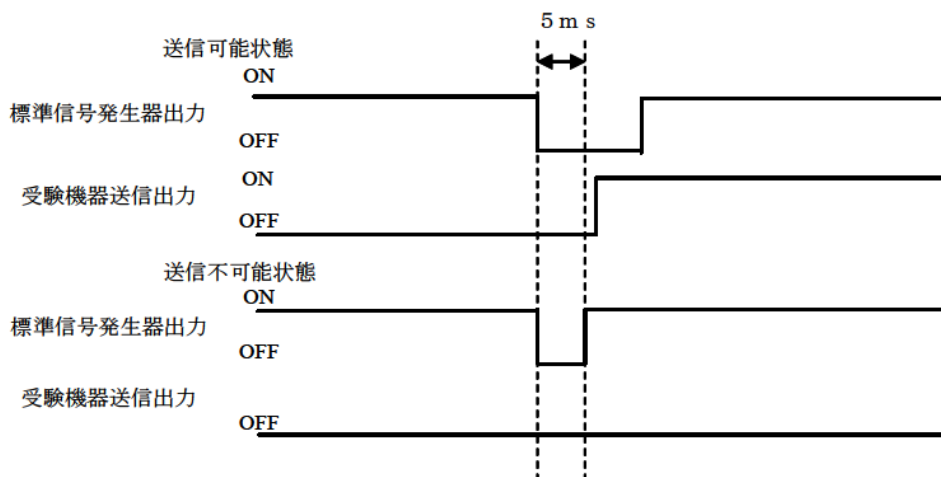 5 m s
送信可能状態
ON
標準信号発生器出力
OFF
ON
受験機器送信出力
OFF
送信不可能状態
ON
標準信号発生器出力
OFF
受験機器送信出力
OFF